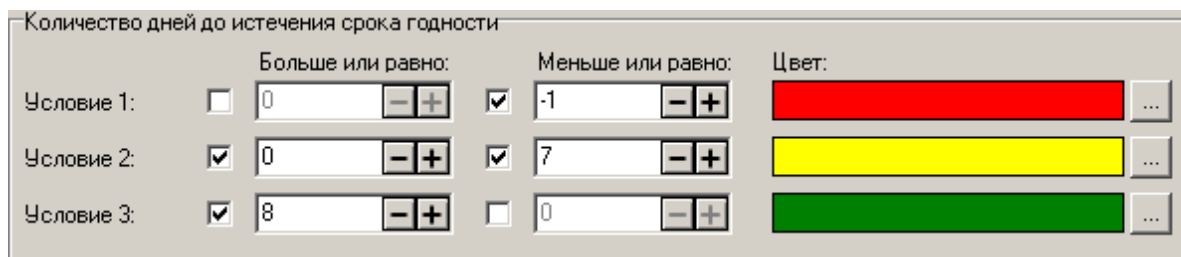 Количество дней до истечения срока годности
Больше или равно: Меньше или равно: Цвет:
Условие 1: 0 -1 ...
Условие 2: 0 7 ...
Условие 3: 8 0 ...